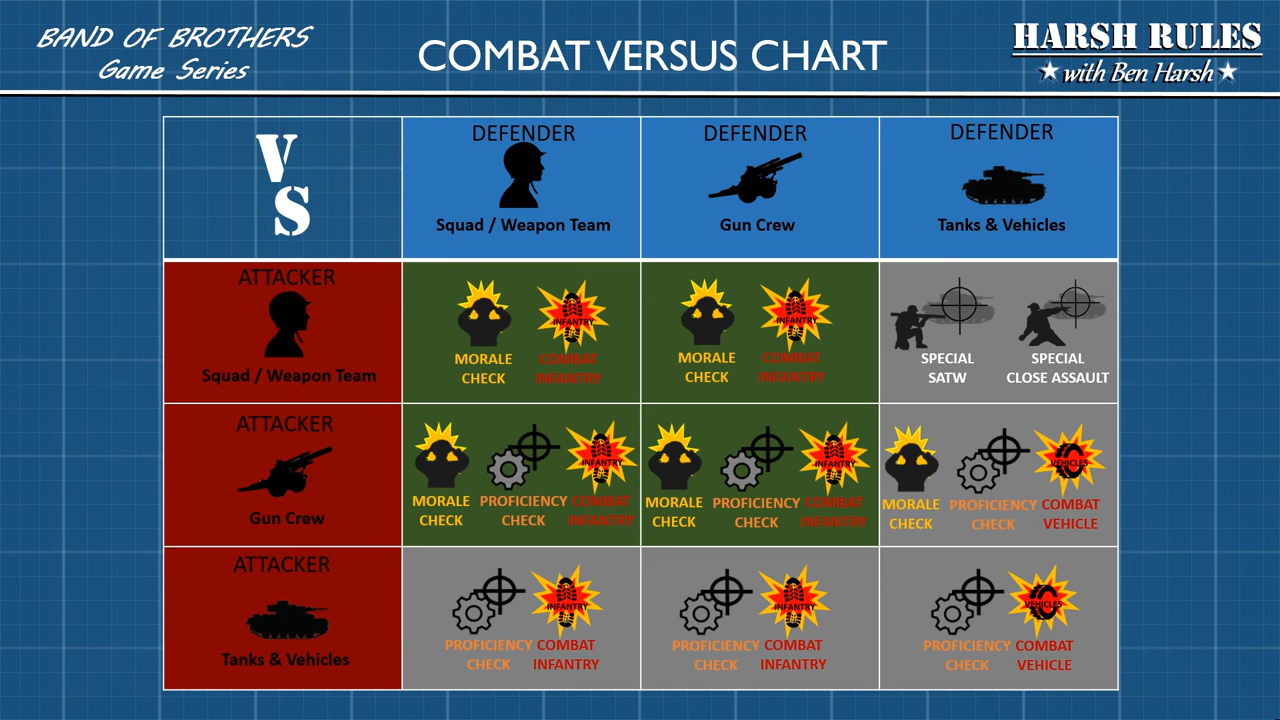 BAND OF BROTHERS
Game Series
COMBAT VERSUS CHART
HARSH RULES
with Ben Harsh
VS
DEFENDER
Squad / Weapon Team
DEFENDER
Gun Crew
DEFENDER
Tanks & Vehicles
ATTACKER
Squad / Weapon Team
INFANTRY
MORALE CHECK
COMBAT INFANTRY
INFANTRY
MORALE CHECK
COMBAT INFANTRY
SPECIAL SATW
SPECIAL CLOSE ASSAULT
ATTACKER
Gun Crew
INFANTRY
MORALE CHECK
PROFICIENCY CHECK
COMBAT INFANTRY
INFANTRY
MORALE CHECK
PROFICIENCY CHECK
COMBAT INFANTRY
VEHICLES
MORALE CHECK
PROFICIENCY CHECK
COMBAT VEHICLE
ATTACKER
Tanks & Vehicles
INFANTRY
PROFICIENCY CHECK
COMBAT INFANTRY
INFANTRY
PROFICIENCY CHECK
COMBAT INFANTRY
VEHICLES
PROFICIENCY CHECK
COMBAT VEHICLE